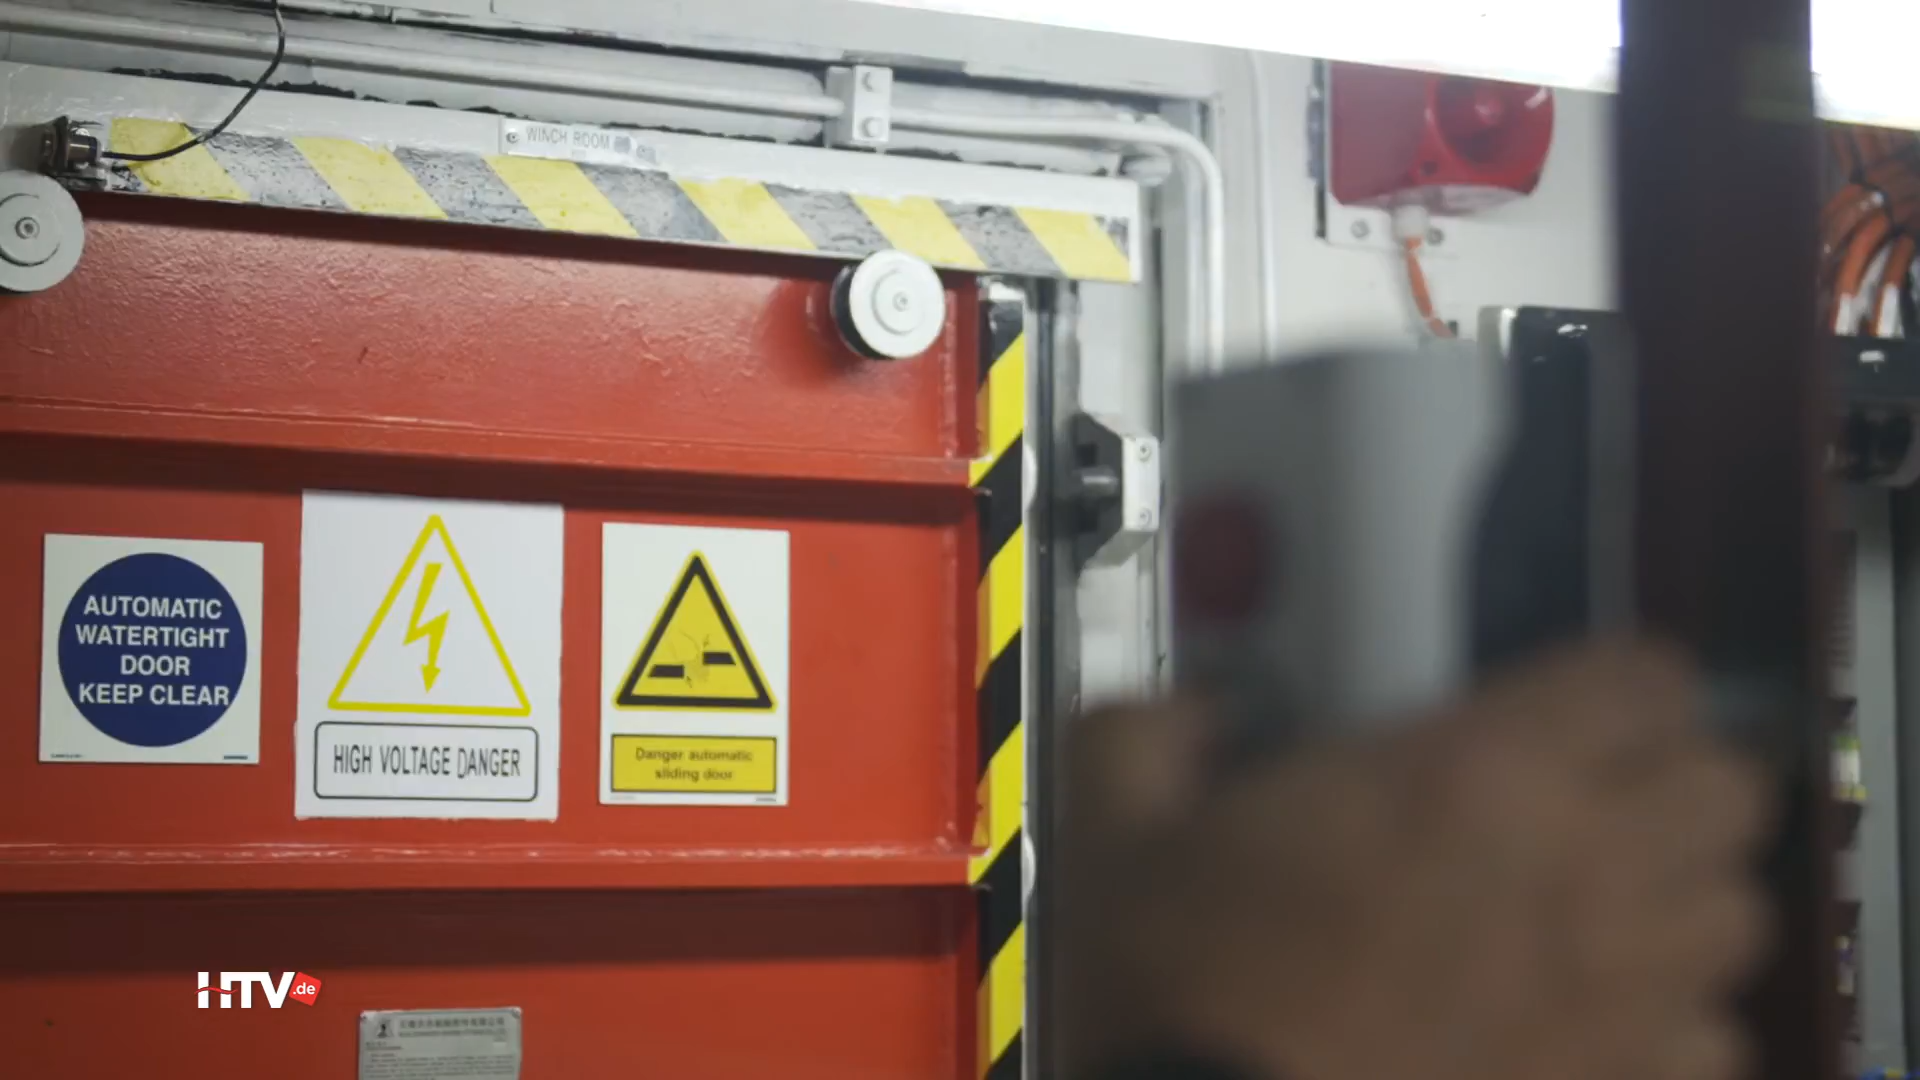 WINCH ROOM
AUTOMATIC
WATERTIGHT
DOOR
KEEP CLEAR
HIGH VOLTAGE DANGER
Danger automatic
sliding door
HTV.de